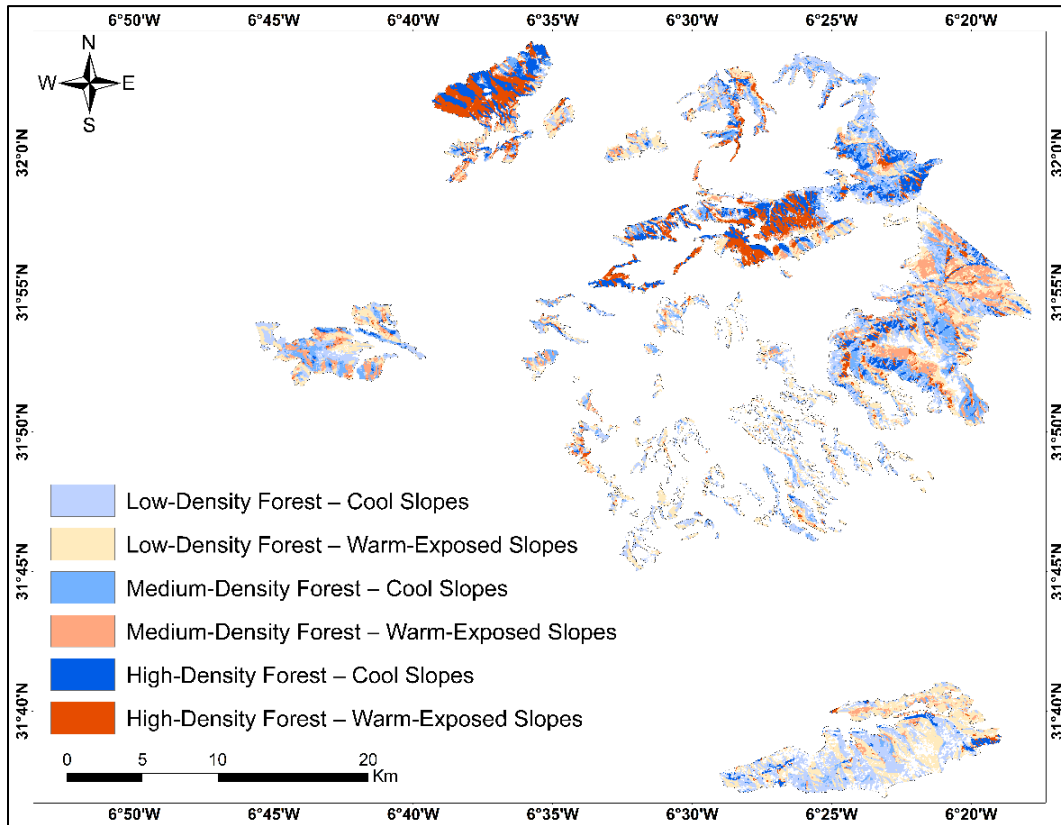 6°50'W 6°45'W 6°40'W 6°35'W 6°30'W 6°25'W 6°20'W
N
W E
S
32°0'N 32°0'N
31°55'N 31°55'N
31°50'N 31°50'N
Low-Density Forest – Cool Slopes
Low-Density Forest – Warm-Exposed Slopes
31°45'N 31°45'N
Medium-Density Forest – Cool Slopes
Medium-Density Forest – Warm-Exposed Slopes
High-Density Forest – Cool Slopes
31°40'N 31°40'N
High-Density Forest – Warm-Exposed Slopes
0 5 10 20
Km
6°50'W 6°45'W 6°40'W 6°35'W 6°30'W 6°25'W 6°20'W